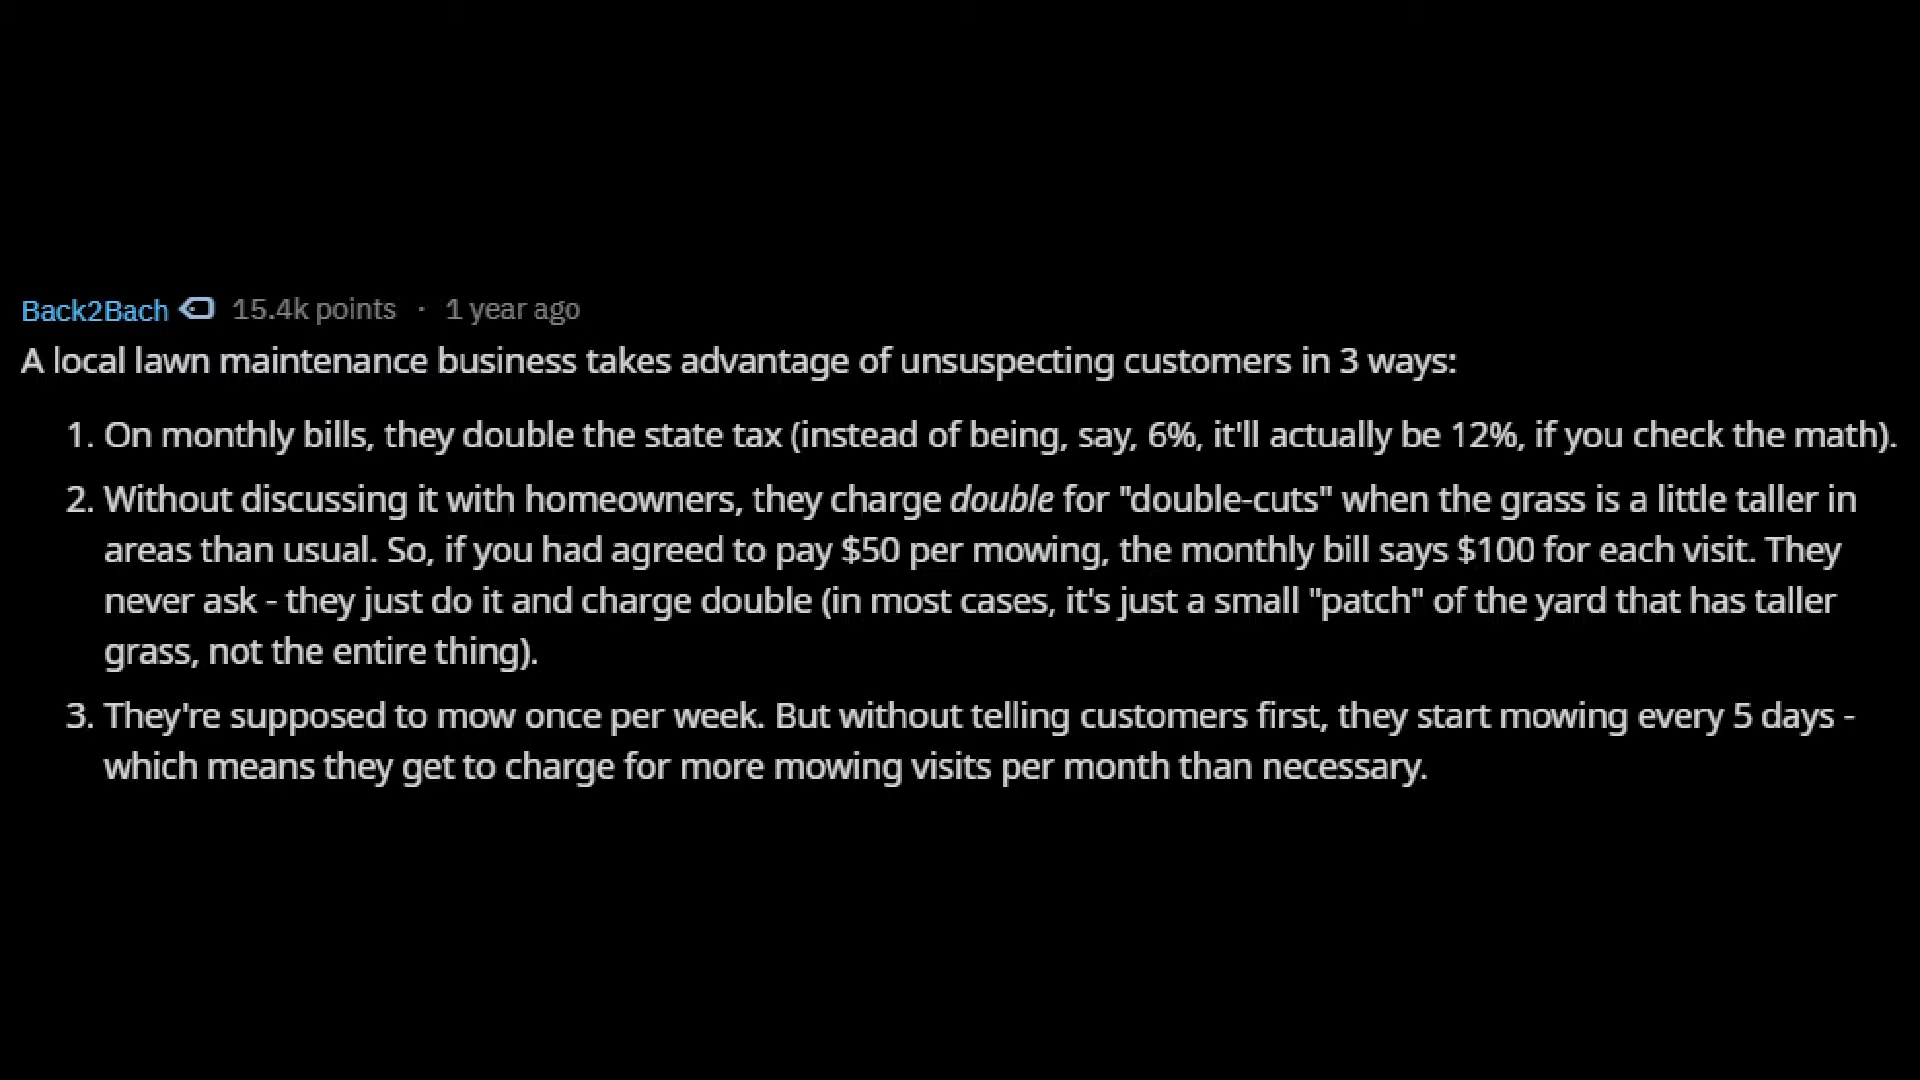 Back2Bach 15.4k points · 1 year ago
A local lawn maintenance business takes advantage of unsuspecting customers in 3 ways:
1. On monthly bills, they double the state tax (instead of being, say, 6%, it'll actually be 12%, if you check the math).
2. Without discussing it with homeowners, they charge double for "double-cuts" when the grass is a little taller in
areas than usual. So, if you had agreed to pay $50 per mowing, the monthly bill says $100 for each visit. They
never ask - they just do it and charge double (in most cases, it's just a small "patch" of the yard that has taller
grass, not the entire thing).
3. They're supposed to mow once per week. But without telling customers first, they start mowing every 5 days -
which means they get to charge for more mowing visits per month than necessary.